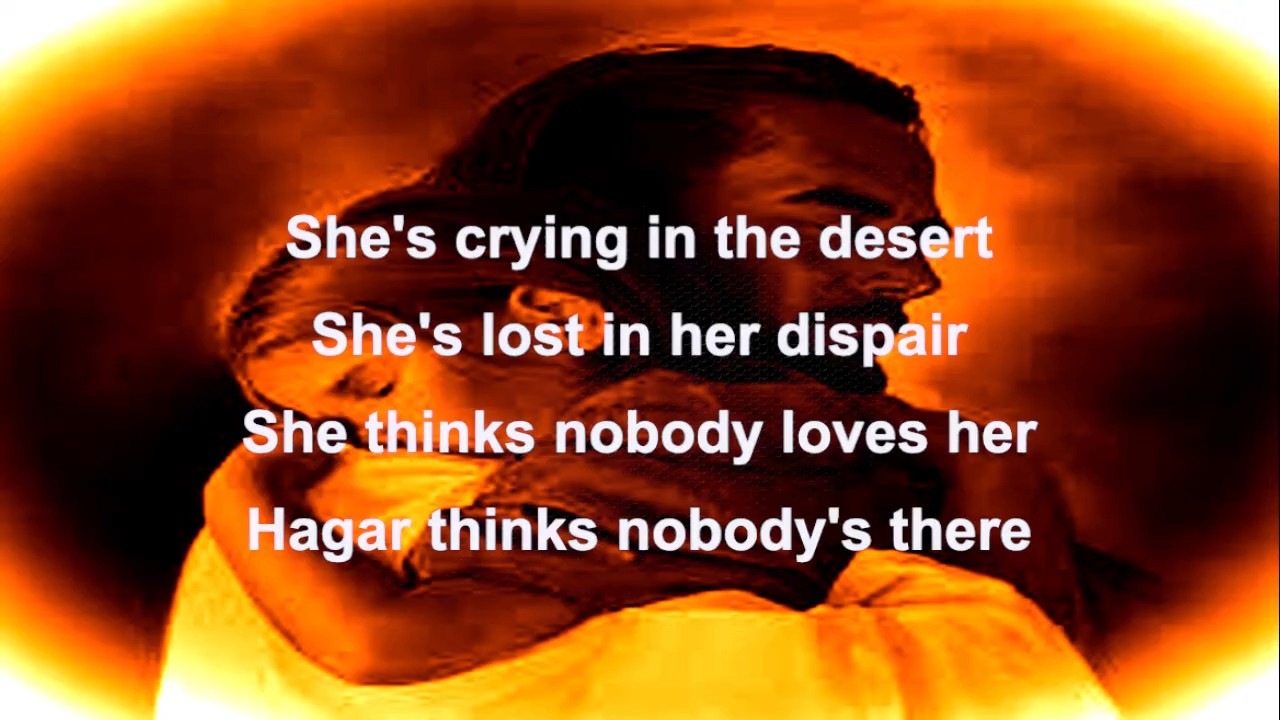 She's crying in the desert
She's lost in her dispair
She thinks nobody loves her
Hagar thinks nobody's there